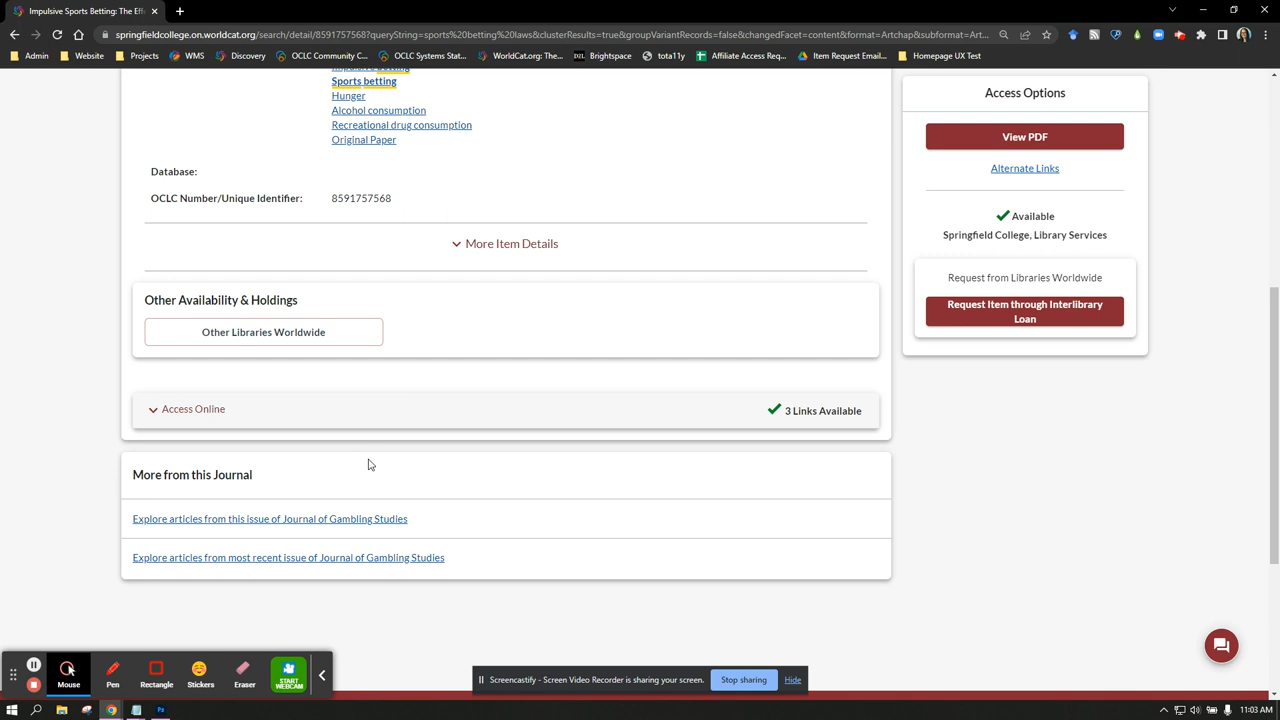 Impulsive Sports Betting: The Eff
springfieldcollege.on.worldcat.org/search/detail/8591757568?queryString=sports%20betting%20laws&clusterResults=true&groupVariantRecords=false&changedFacet=content&format=Artchap&subformat=Art...
Admin
Website
Projects
WMS
Discovery
OCLC Community C...
OCLC Systems Stat...
WorldCat.org: The...
Brightspace
tota11y
Affiliate Access Req...
Item Request Email...
Homepage UX Test
Sports betting
Hunger
Alcohol consumption
Recreational drug consumption
Original Paper
Database:
OCLC Number/Unique Identifier: 8591757568
More Item Details
Other Availability & Holdings
Other Libraries Worldwide
Access Online
3 Links Available
More from this Journal
Explore articles from this issue of Journal of Gambling Studies
Explore articles from most recent issue of Journal of Gambling Studies
Access Options
View PDF
Alternate Links
Available
Springfield College, Library Services
Request from Libraries Worldwide
Request Item through Interlibrary
Loan
Mouse
Pen
Rectangle
Stickers
Eraser
START
WEBCAM
Screencastify - Screen Video Recorder is sharing your screen.
Stop sharing
Hide
11:03 AM